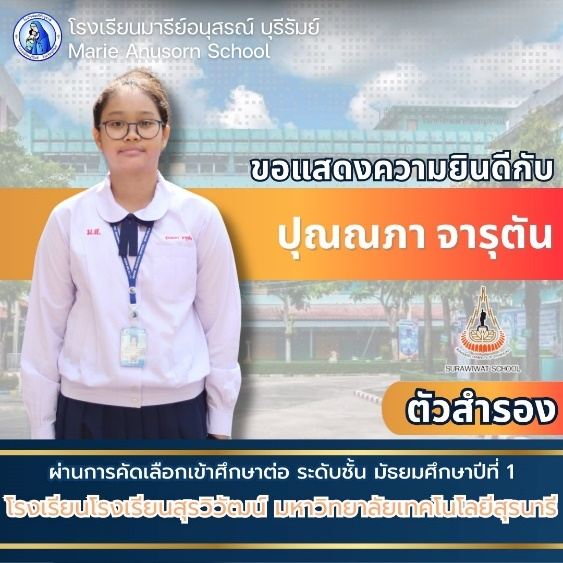 โรงเรียนมารีย์อนุสรณ์ บุรีรัมย์
Marie Anusorn School
ขอแสดงความยินดีกับ
ปุณณภา จารุตัน
ม.ส.
SURAWIWAT SCHOOL
ตัวสำรอง
ผ่านการคัดเลือกเข้าศึกษาต่อ ระดับชั้น มัธยมศึกษาปีที่ 1
โรงเรียนโรงเรียนสุรวิวัฒน์ มหาวิทยาลัยเทคโนโลยีสุรนารี